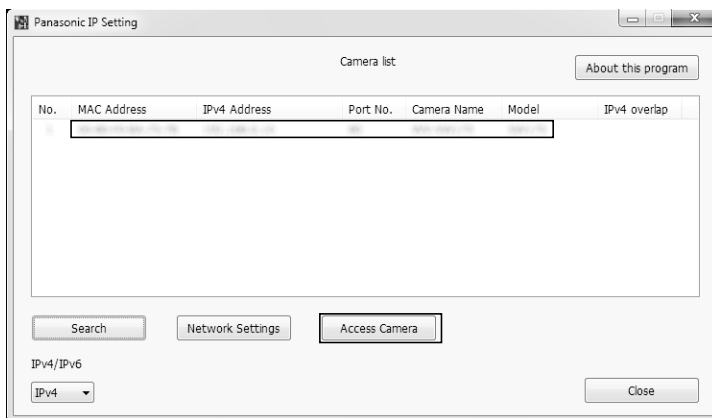 Panasonic IP Setting
Camera list
About this program
No. MAC Address IPv4 Address Port No. Camera Name Model IPv4 overlap
Search Network Settings Access Camera
IPv4/IPv6
IPv4 Close